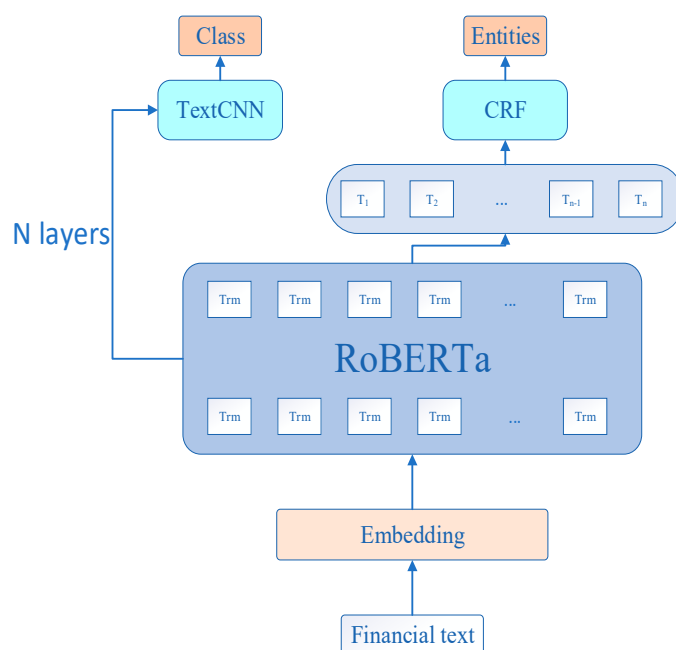 Class
Entities
TextCNN
CRF
T1 T2 ... Tn-1 Tn
N layers
Trm Trm Trm Trm ... Trm
RoBERTa
Trm Trm Trm Trm ... Trm
Embedding
Financial text